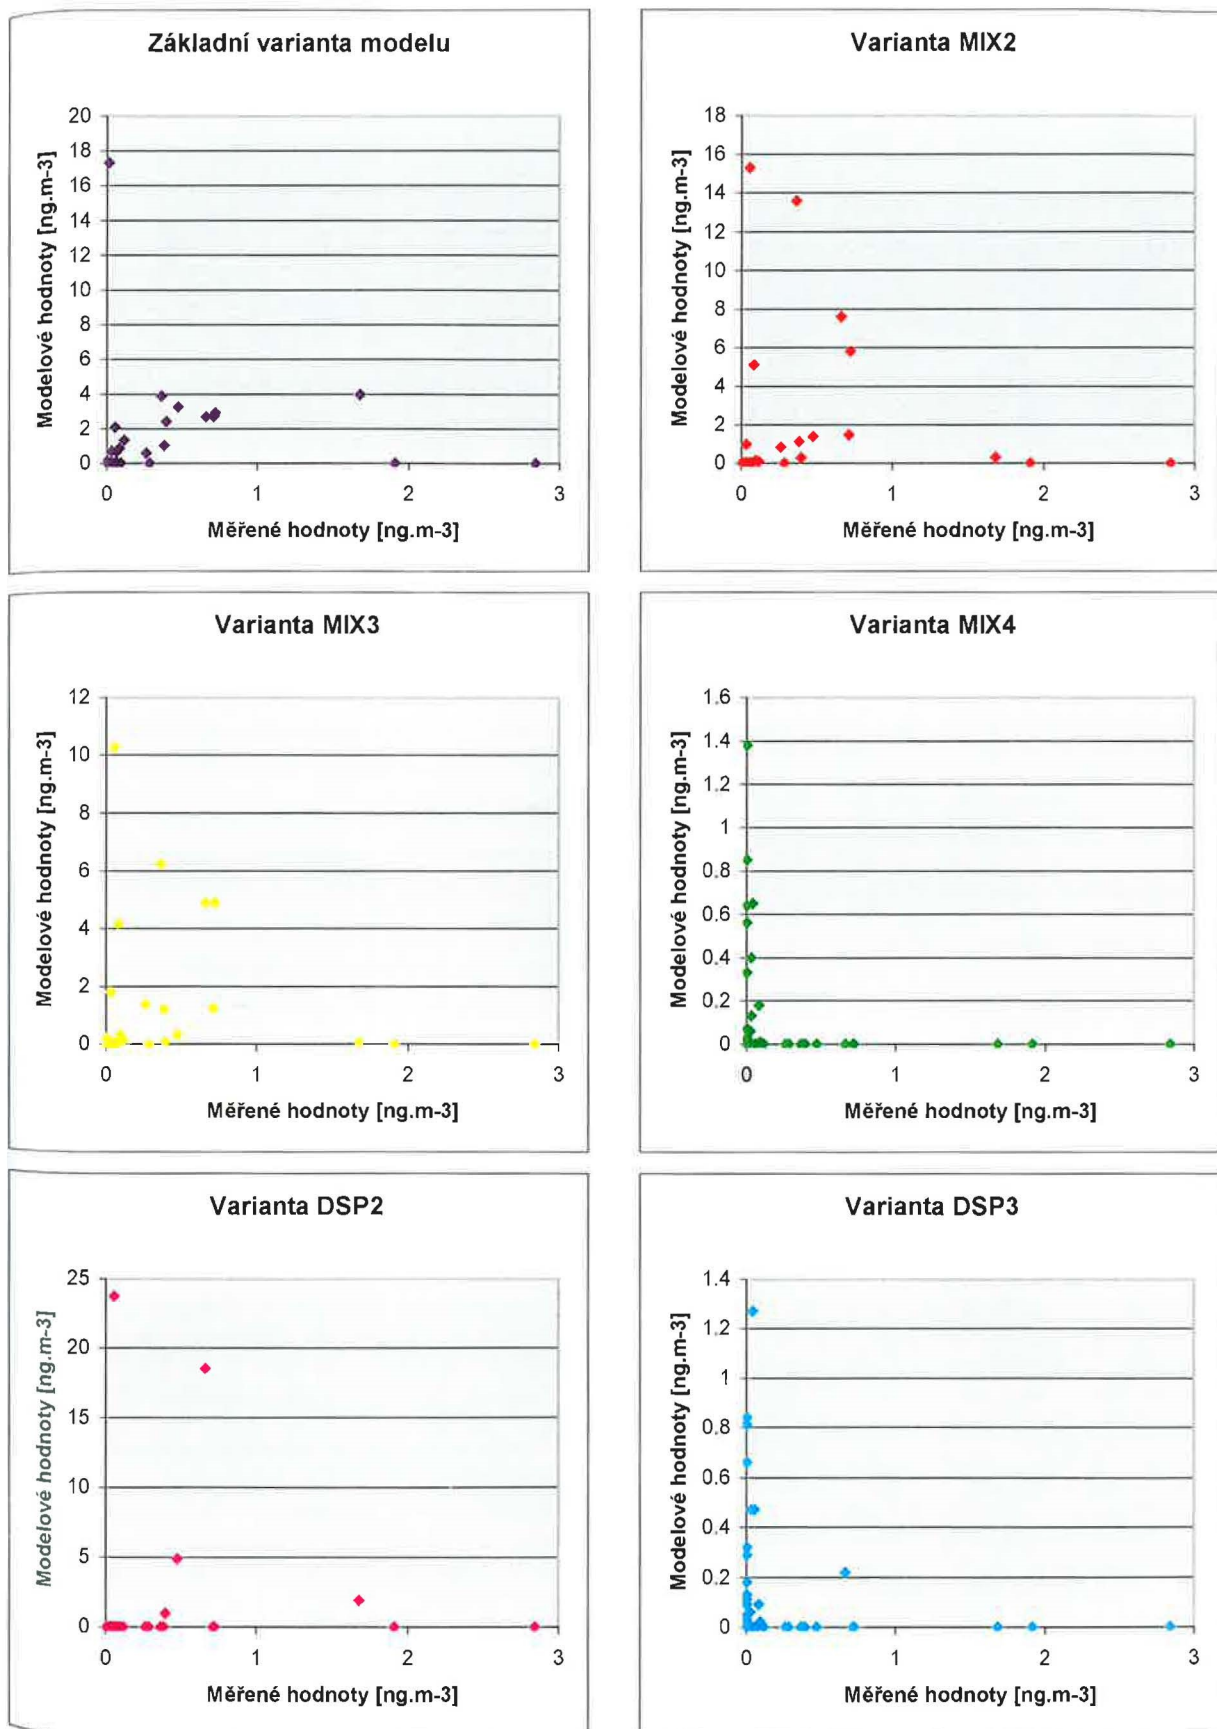 Základní varianta modelu
Modelové hodnoty [ng.m-3]
20
18
16
14
12
10
8
6
4
2
0
0 1 2 3
Měřené hodnoty [ng.m-3]
Varianta MIX2
Modelové hodnoty [ng.m-3]
18
16
14
12
10
8
6
4
2
0
0 1 2 3
Měřené hodnoty [ng.m-3]
Varianta MIX3
Modelové hodnoty [ng.m-3]
12
10
8
6
4
2
0
0 1 2 3
Měřené hodnoty [ng.m-3]
Varianta MIX4
Modelové hodnoty [ng.m-3]
1.6
1.4
1.2
1
0.8
0.6
0.4
0.2
0
0 1 2 3
Měřené hodnoty [ng.m-3]
Varianta DSP2
Modelové hodnoty [ng.m-3]
25
20
15
10
5
0
0 1 2 3
Měřené hodnoty [ng.m-3]
Varianta DSP3
Modelové hodnoty [ng.m-3]
1.4
1.2
1
0.8
0.6
0.4
0.2
0
0 1 2 3
Měřené hodnoty [ng.m-3]